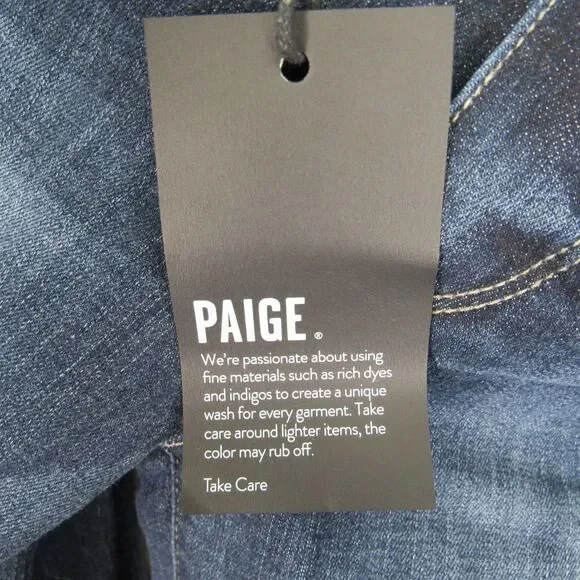 PAIGE®
We're passionate about using
fine materials such as rich dyes
and indigos to create a unique
wash for every garment. Take
care around lighter items, the
color may rub off.
Take Care